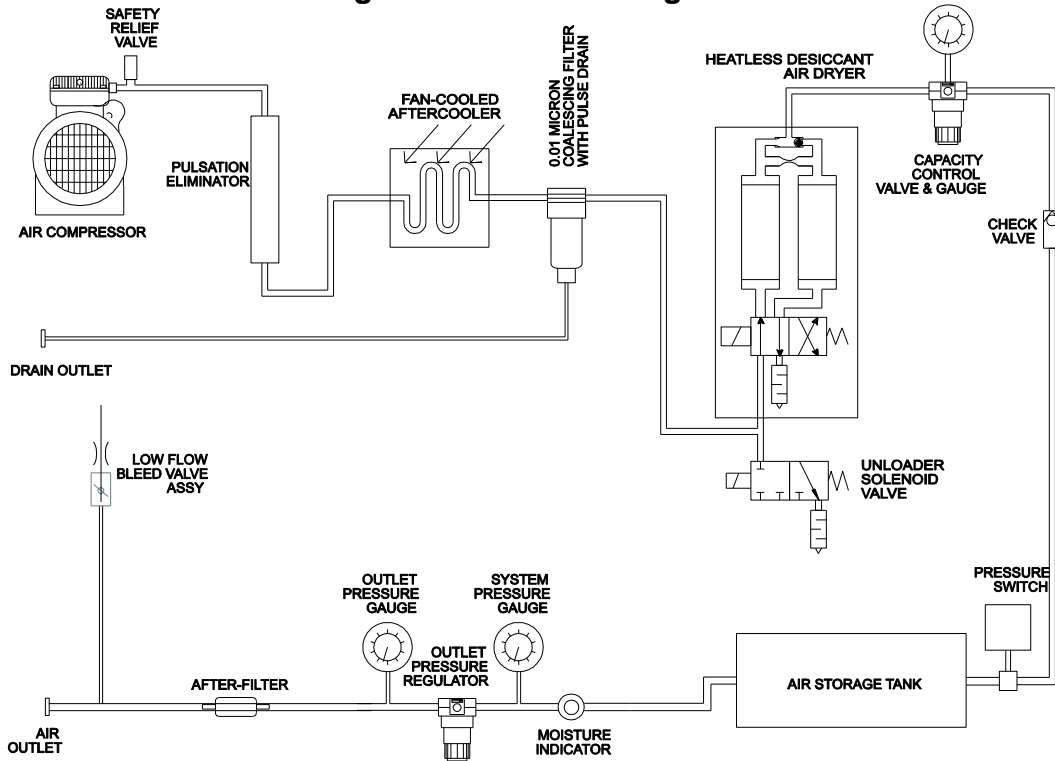 SAFETY
RELIEF
VALVE
AIR COMPRESSOR
PULSATION
ELIMINATOR
FAN-COOLED
AFTERCOOLER
0.01 MICRON
COALESCING FILTER
WITH PULSE DRAIN
HEATLESS DESICCANT
AIR DRYER
CAPACITY
CONTROL
VALVE & GAUGE
CHECK
VALVE
DRAIN OUTLET
LOW FLOW
BLEED VALVE
ASSY
UNLOADER
SOLENOID
VALVE
PRESSURE
SWITCH
OUTLET
PRESSURE
GAUGE
SYSTEM
PRESSURE
GAUGE
OUTLET
PRESSURE
REGULATOR
AFTER-FILTER
AIR STORAGE TANK
AIR
OUTLET
MOISTURE
INDICATOR